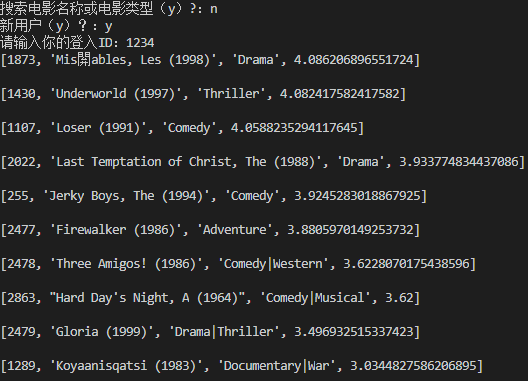 搜索电影名称或电影类型（y）?：n
新用户（y）？：y
请输入你的登入ID：1234
[1873, 'Mis閞ables, Les (1998)', 'Drama', 4.086206896551724]
[1430, 'Underworld (1997)', 'Thriller', 4.082417582417582]
[1107, 'Loser (1991)', 'Comedy', 4.0588235294117645]
[2022, 'Last Temptation of Christ, The (1988)', 'Drama', 3.933774834437086]
[255, 'Jerky Boys, The (1994)', 'Comedy', 3.9245283018867925]
[2477, 'Firewalker (1986)', 'Adventure', 3.8805970149253732]
[2478, 'Three Amigos! (1986)', 'Comedy|Western', 3.6228070175438596]
[2863, "Hard Day's Night, A (1964)", 'Comedy|Musical', 3.62]
[2479, 'Gloria (1999)', 'Drama|Thriller', 3.496932515337423]
[1289, 'Koyaanisqatsi (1983)', 'Documentary|War', 3.0344827586206895]